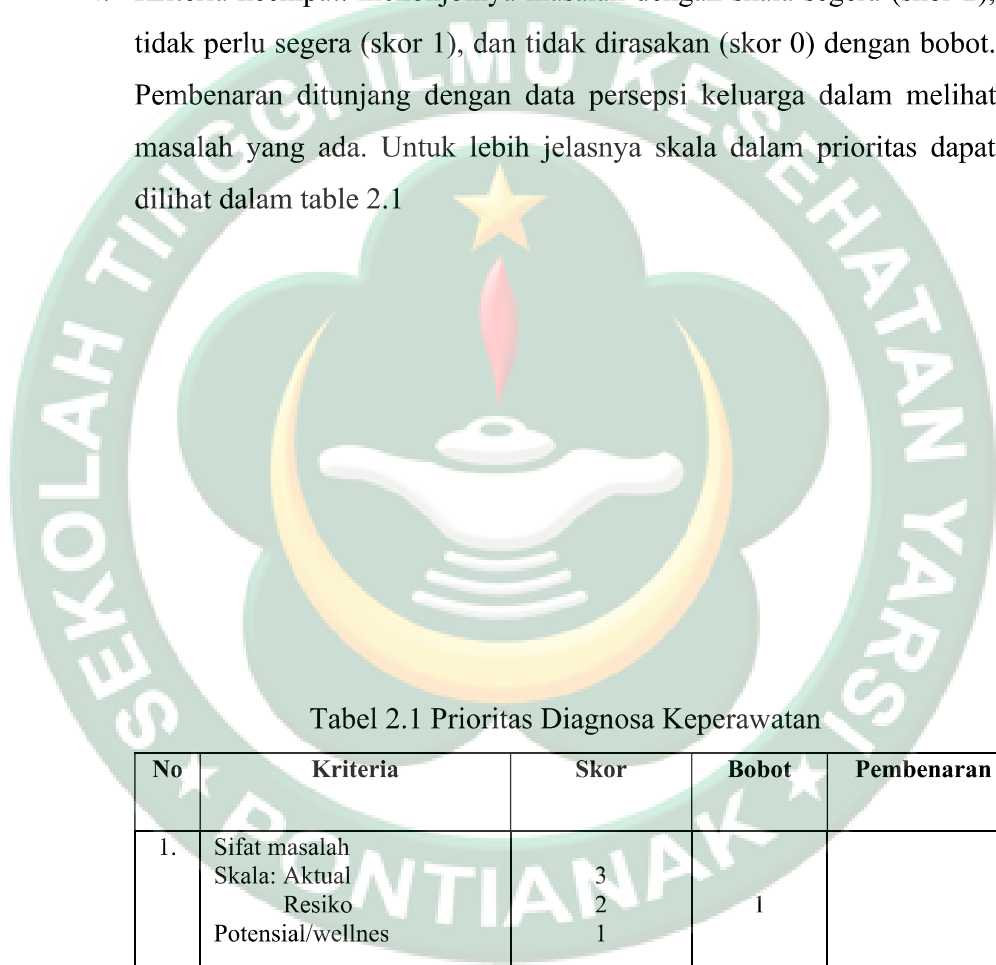 tidak perlu segera (skor 1), dan tidak dirasakan (skor 0) dengan bobot.
Pembenaran ditunjang dengan data persepsi keluarga dalam melihat
masalah yang ada. Untuk lebih jelasnya skala dalam prioritas dapat
dilihat dalam table 2.1
SEKOLAH TINGGI ILMU KESEHATAN YARSI
PONTIANAK
Tabel 2.1 Prioritas Diagnosa Keperawatan
No Kriteria Skor Bobot Pembenaran
1. Sifat masalah
Skala: Aktual 3
Resiko 2 1
Potensial/wellnes 1